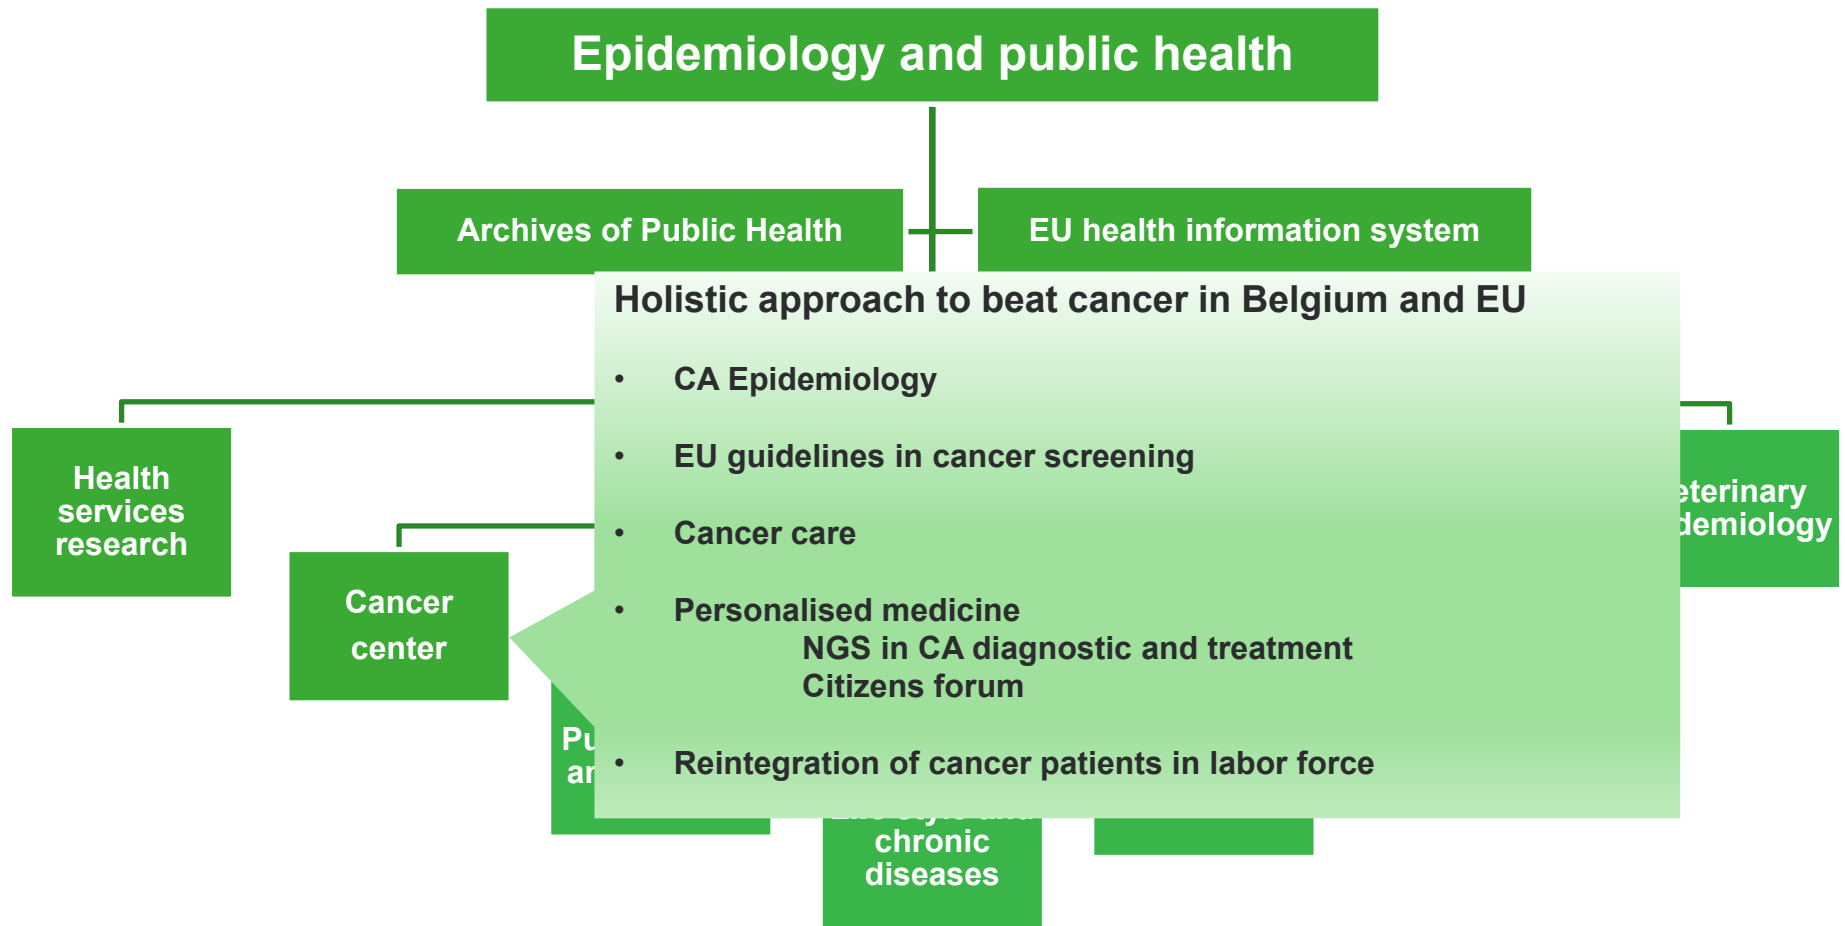 Epidemiology and public health
Archives of Public Health
EU health information system
Holistic approach to beat cancer in Belgium and EU
• CA Epidemiology
• EU guidelines in cancer screening
• Cancer care
• Personalised medicine
NGS in CA diagnostic and treatment
Citizens forum
• Reintegration of cancer patients in labor force
Health
services
research
Cancer
center
chronic
diseases